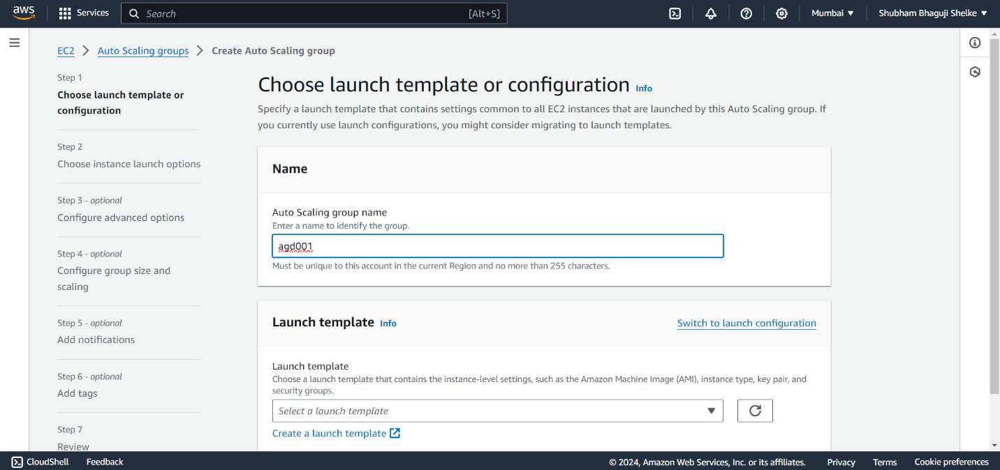 aws
Services
Search
[Alt+S]
Mumbai
Shubham Bhaguji Shelke
EC2 Auto Scaling groups Create Auto Scaling group
Step 1
Choose launch template or
configuration
Step 2
Choose instance launch options
Step 3 - optional
Configure advanced options
Step 4 - optional
Configure group size and
scaling
Step 5 - optional
Add notifications
Step 6 - optional
Add tags
Step 7
Review
Choose launch template or configuration Info
Specify a launch template that contains settings common to all EC2 instances that are launched by this Auto Scaling group. If
you currently use launch configurations, you might consider migrating to launch templates.
Name
Auto Scaling group name
Enter a name to identify the group.
agd001
Must be unique to this account in the current Region and no more than 255 characters.
Launch template Info
Switch to launch configuration
Launch template
Choose a launch template that contains the instance-level settings, such as the Amazon Machine Image (AMI), instance type, key pair, and
security groups.
Select a launch template
Create a launch template
CloudShell
Feedback
© 2024, Amazon Web Services, Inc. or its affiliates.
Privacy
Terms
Cookie preferences